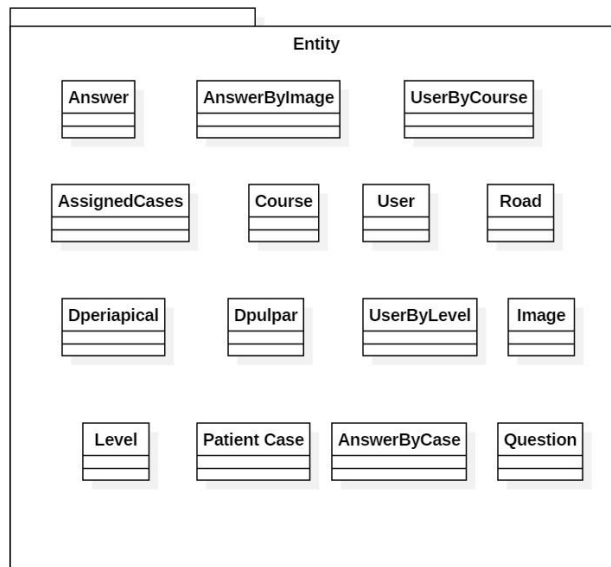 Entity
Answer AnswerByImage UserByCourse
AssignedCases Course User Road
Dperiapical Dpulpar UserByLevel Image
Level Patient Case AnswerByCase Question